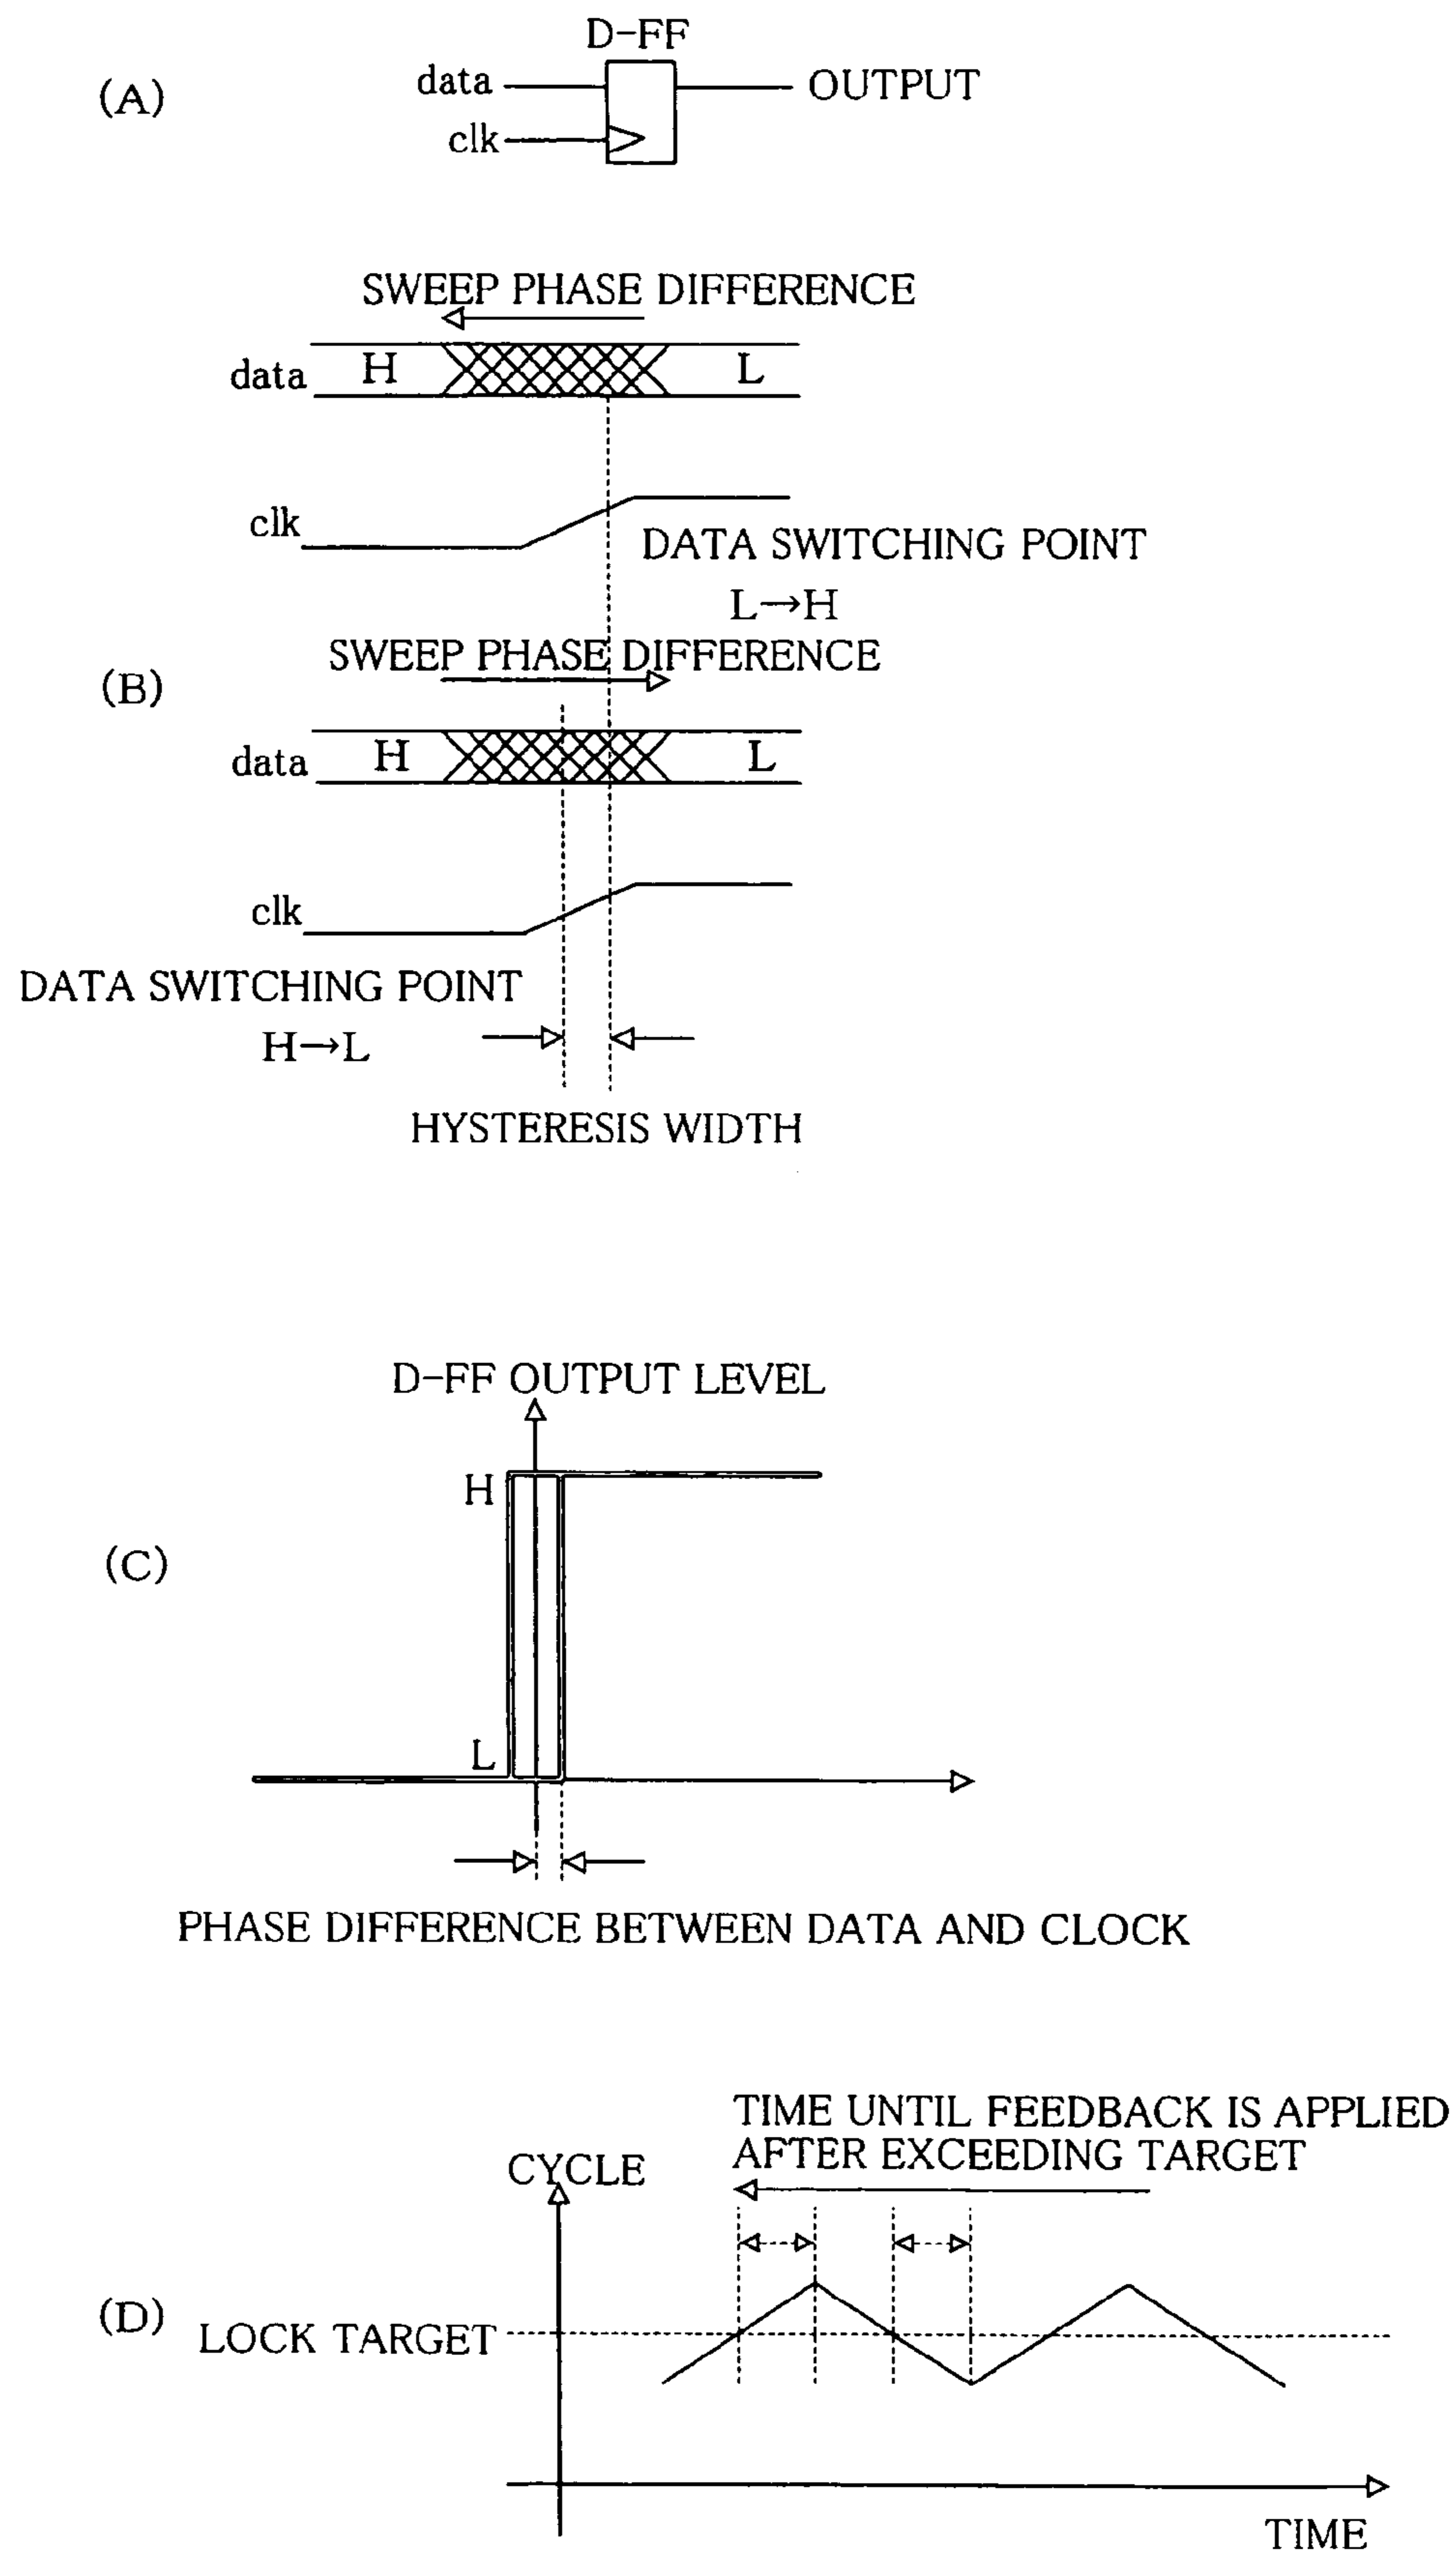 D-FF
(A)
data
OUTPUT
clk
SWEEP PHASE DIFFERENCE
data
H
L
clk
DATA SWITCHING POINT
L→H
SWEEP PHASE DIFFERENCE
(B)
data
H
L
clk
DATA SWITCHING POINT
H→L
HYSTERESIS WIDTH
D-FF OUTPUT LEVEL
H
(C)
L
PHASE DIFFERENCE BETWEEN DATA AND CLOCK
TIME UNTIL FEEDBACK IS APPLIED
AFTER EXCEEDING TARGET
CYCLE
(D)
LOCK TARGET
TIME